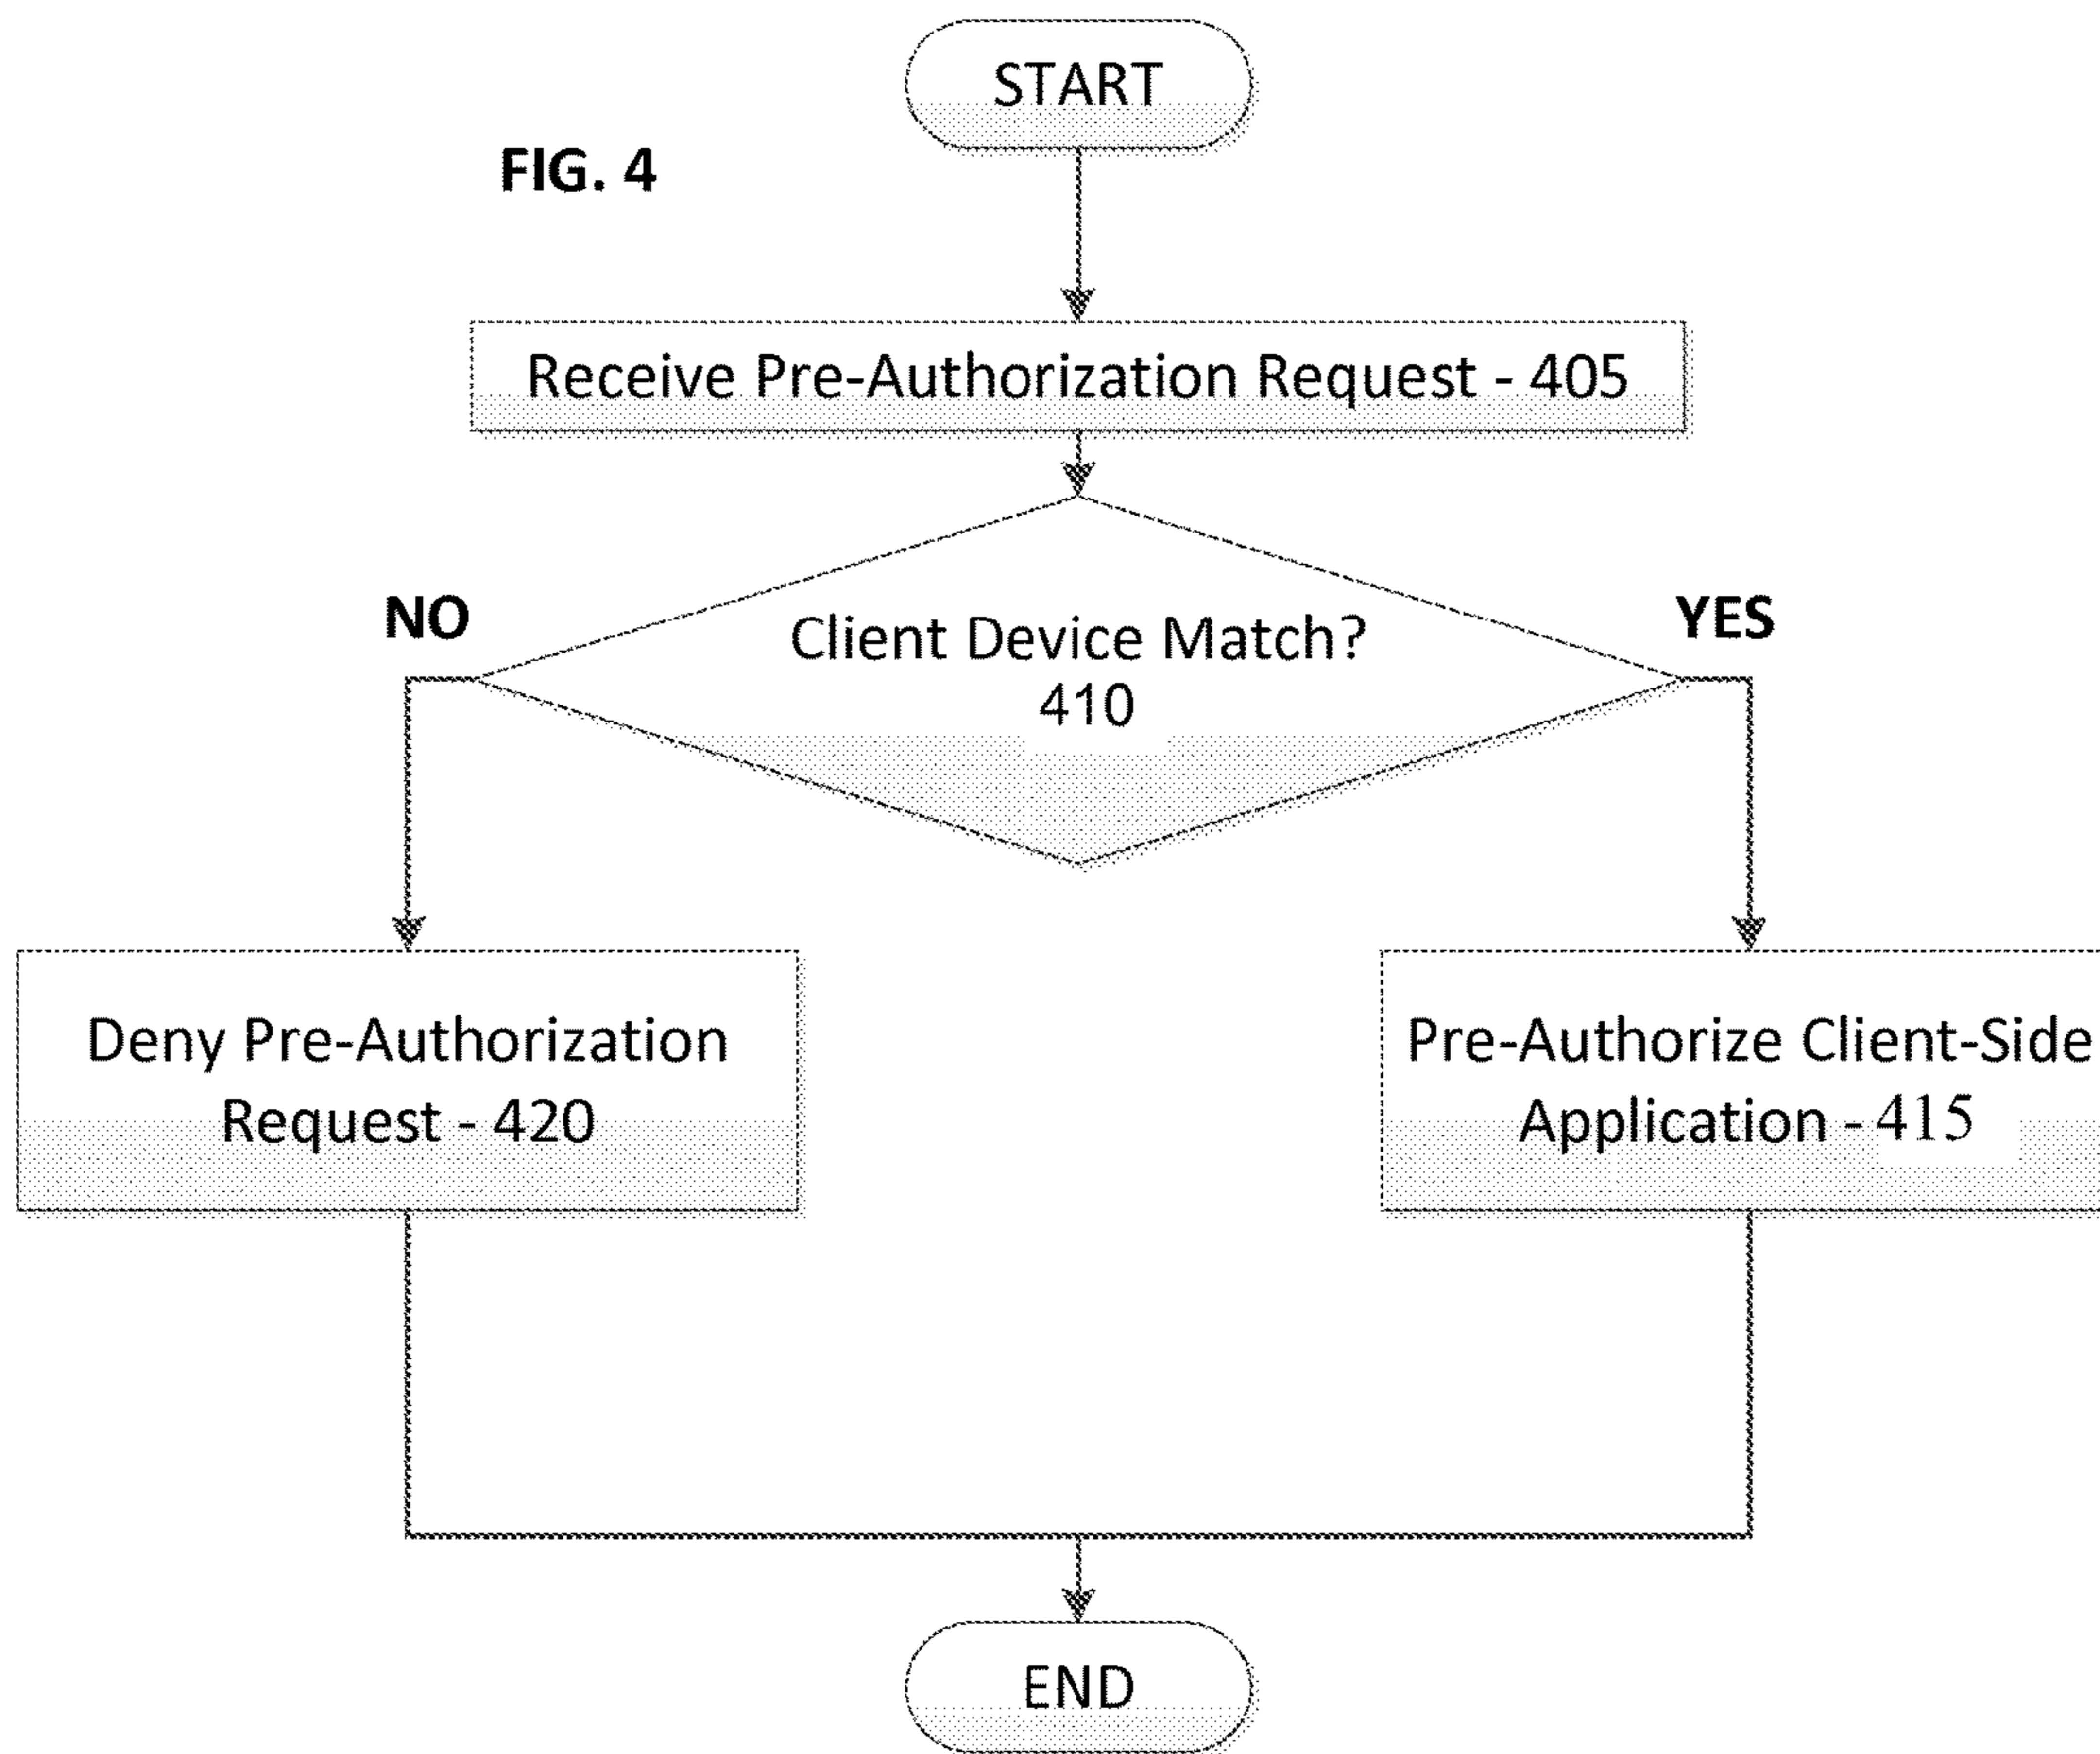 START
FIG. 4
Receive Pre-Authorization Request - 405
NO
YES
Client Device Match?
410
Deny Pre-Authorization
Request - 420
Pre-Authorize Client-Side
Application - 415
END